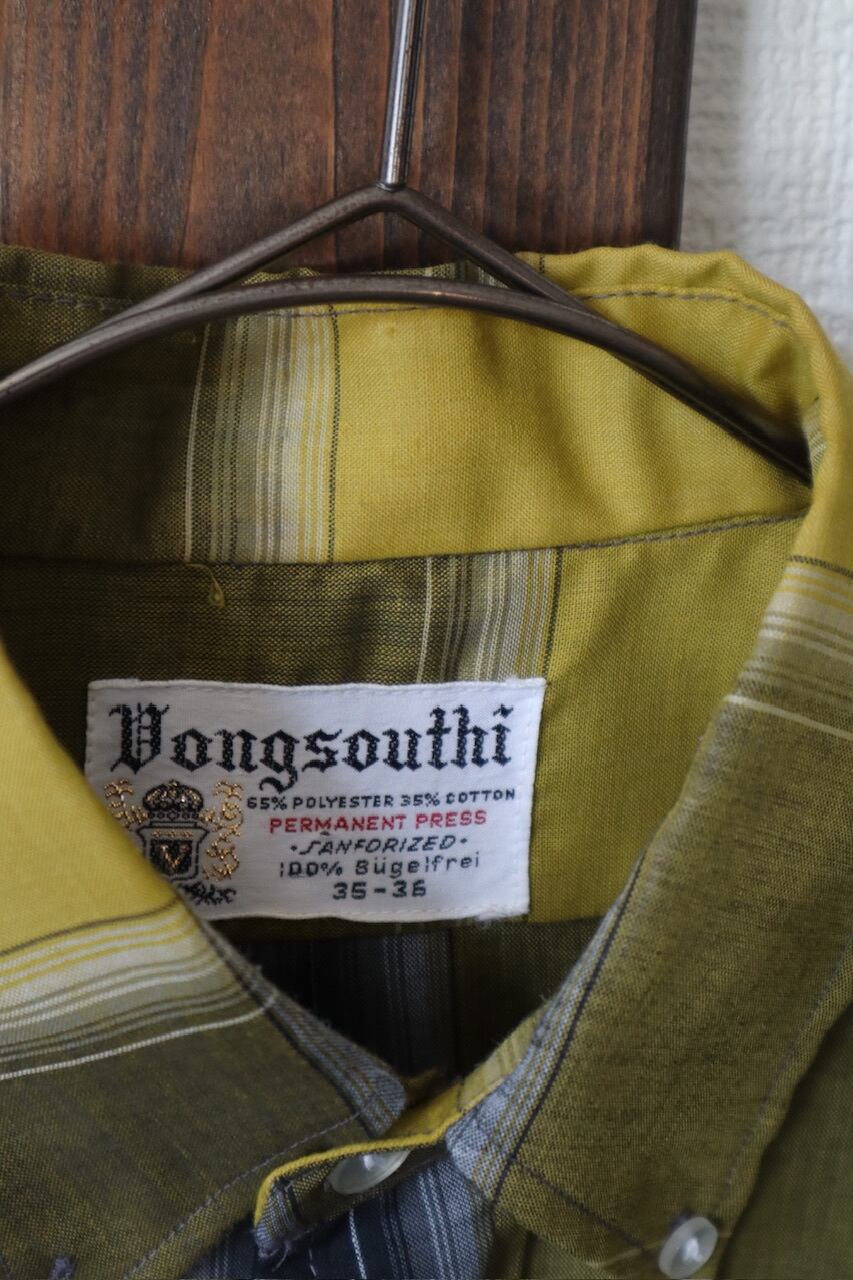 Vongsouthi
65% POLYESTER 35% COTTON
PERMANENT PRESS
·SANFORIZED·
100% Bügelfrei
35-36
V